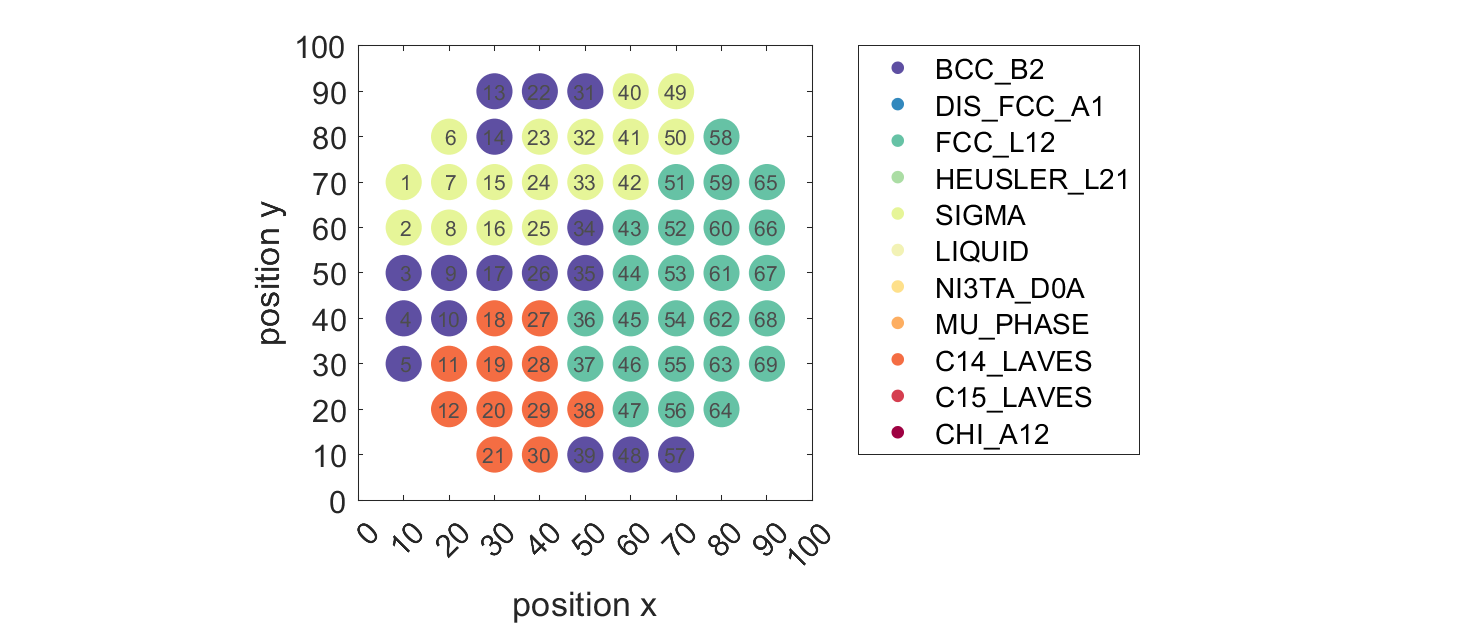 100
90
80
70
60
50
40
30
20
10
0
position y
13 22 31 40 49
6 14 23 32 41 50 58
1 7 15 24 33 42 51 59 65
2 8 16 25 34 43 52 60 66
3 9 17 26 35 44 53 61 67
4 10 18 27 36 45 54 62 68
5 11 19 28 37 46 55 63 69
12 20 29 38 47 56 64
21 30 39 48 57
0 10 20 30 40 50 60 70 80 90 100
position x
BCC_B2
DIS_FCC_A1
FCC_L12
HEUSLER_L21
SIGMA
LIQUID
NI3TA_D0A
MU_PHASE
C14_LAVES
C15_LAVES
CHI_A12